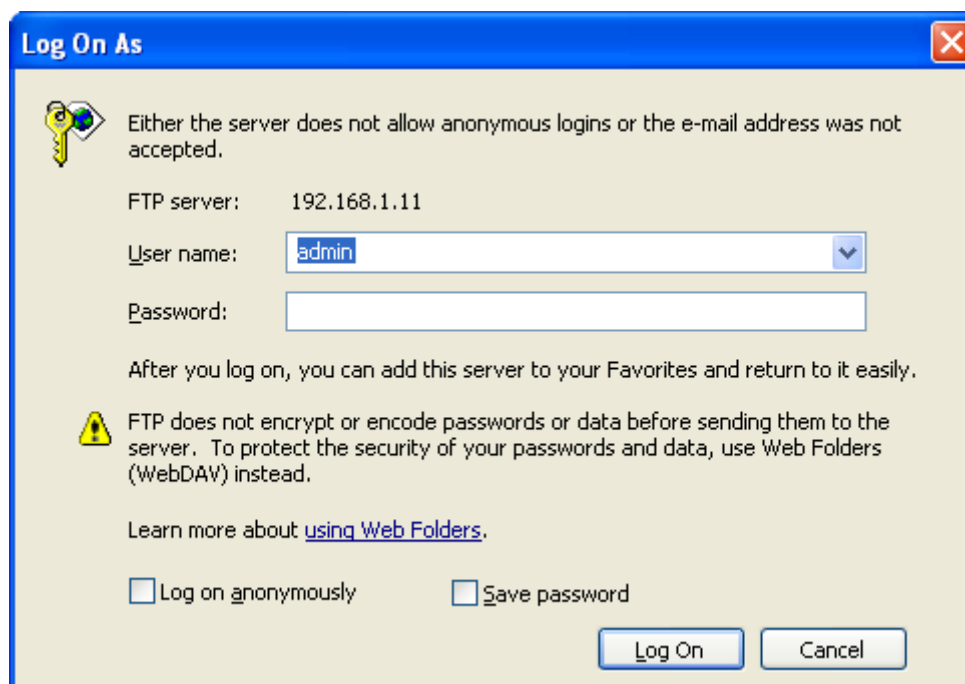 Log On As
Either the server does not allow anonymous logins or the e-mail address was not
accepted.
FTP server: 192.168.1.11
User name: admin
Password:
After you log on, you can add this server to your Favorites and return to it easily.
FTP does not encrypt or encode passwords or data before sending them to the
server. To protect the security of your passwords and data, use Web Folders
(WebDAV) instead.
Learn more about using Web Folders.
Log on anonymously Save password
Log On Cancel